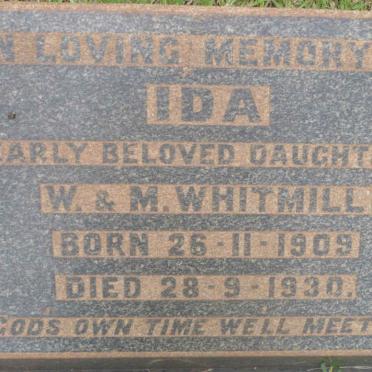 N LOVING MEMORY
IDA
EARLY BELOVED DAUGHT
W. & M. WHITMILL
BORN 26-11-1909
DIED 28-9-1930.
GODS OWN TIME WELL MEET